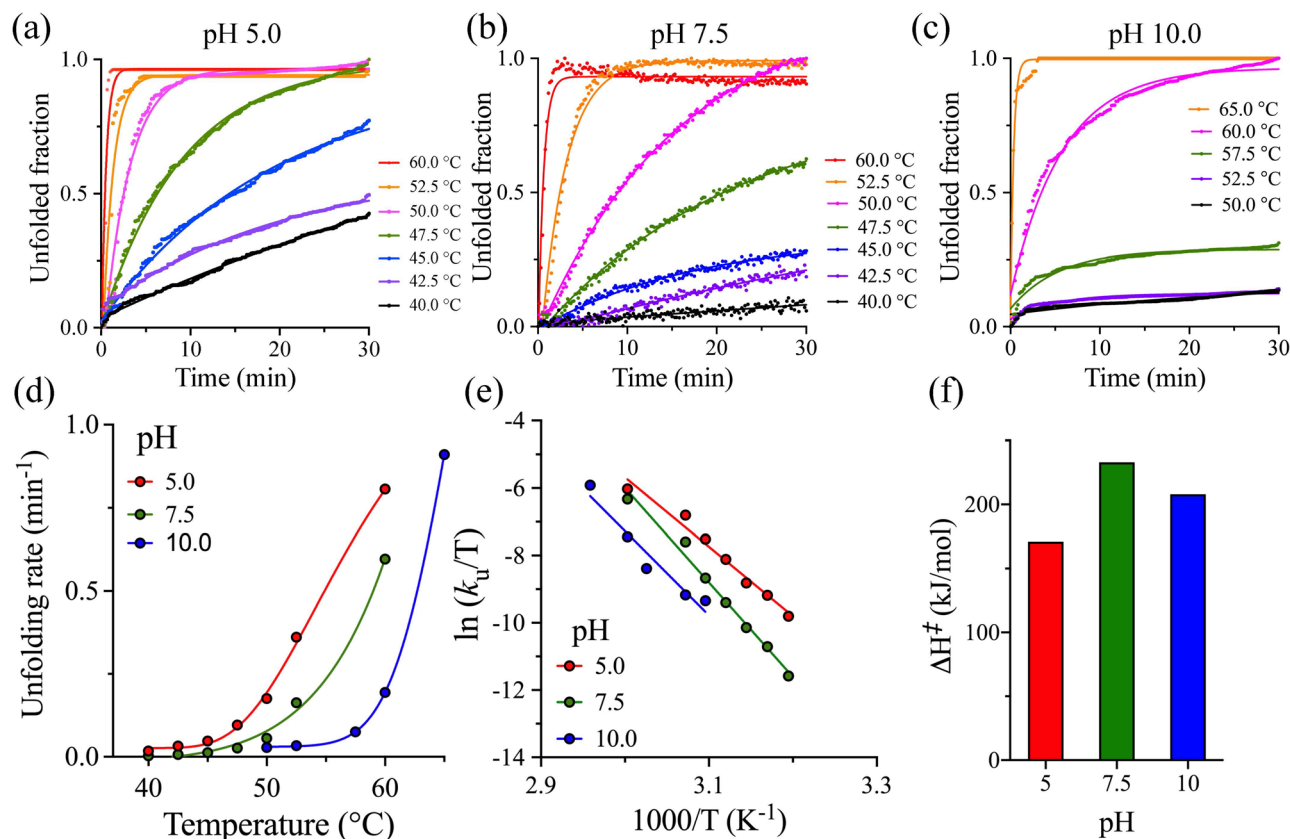 (a)
pH 5.0
Unfolded fraction
1.0
0.5
0.0
0
10
20
30
Time (min)
60.0 °C
52.5 °C
50.0 °C
47.5 °C
45.0 °C
42.5 °C
40.0 °C
(b)
pH 7.5
Unfolded fraction
1.0
0.5
0.0
0
10
20
30
Time (min)
60.0 °C
52.5 °C
50.0 °C
47.5 °C
45.0 °C
42.5 °C
40.0 °C
(c)
pH 10.0
Unfolded fraction
1.0
0.5
0.0
0
10
20
30
Time (min)
65.0 °C
60.0 °C
57.5 °C
52.5 °C
50.0 °C
(d)
Unfolding rate (min⁻¹)
1.0
0.5
0.0
pH
5.0
7.5
10.0
40
50
60
Temperature (°C)
(e)
ln (kᵤ/T)
-4
-6
-8
-10
-12
-14
pH
5.0
7.5
10.0
2.9
3.1
3.3
1000/T (K⁻¹)
(f)
ΔH‡ (kJ/mol)
200
100
0
5
7.5
10
pH